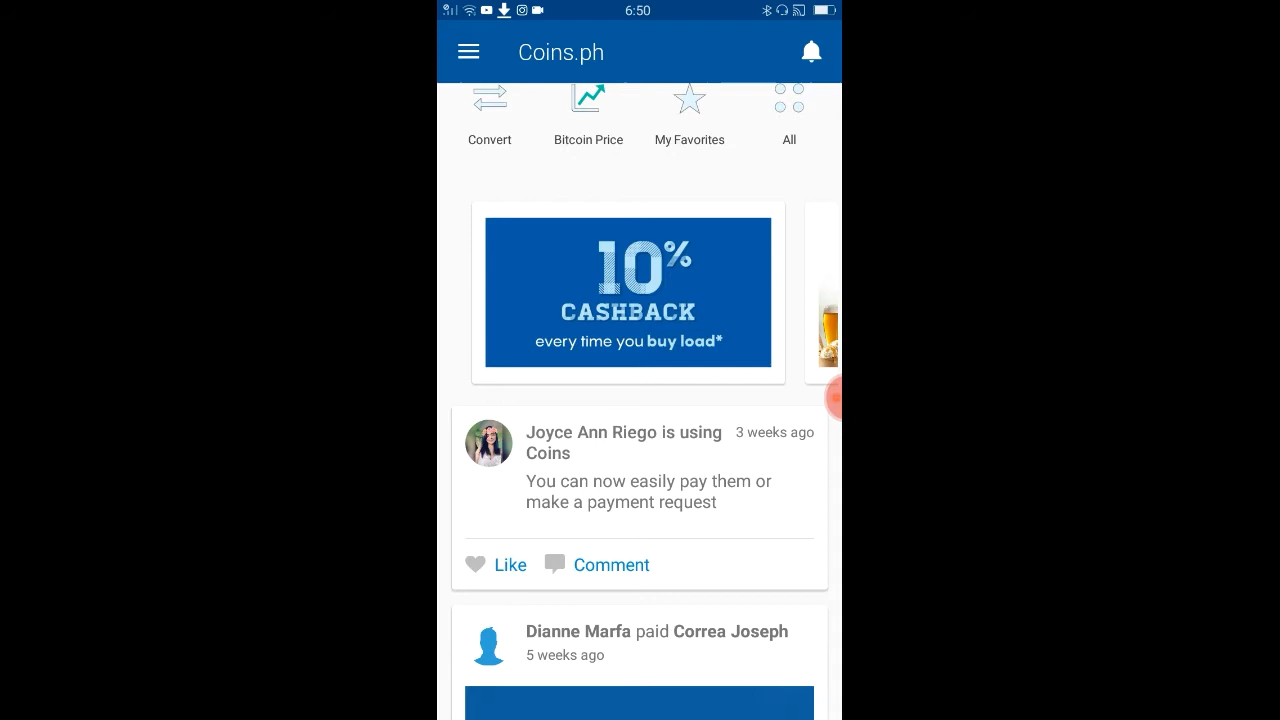 6:50
Coins.ph
Convert
Bitcoin Price
My Favorites
All
10%
CASHBACK
every time you buy load*
Joyce Ann Riego is using
Coins
3 weeks ago
You can now easily pay them or
make a payment request
Like
Comment
Dianne Marfa paid Correa Joseph
5 weeks ago